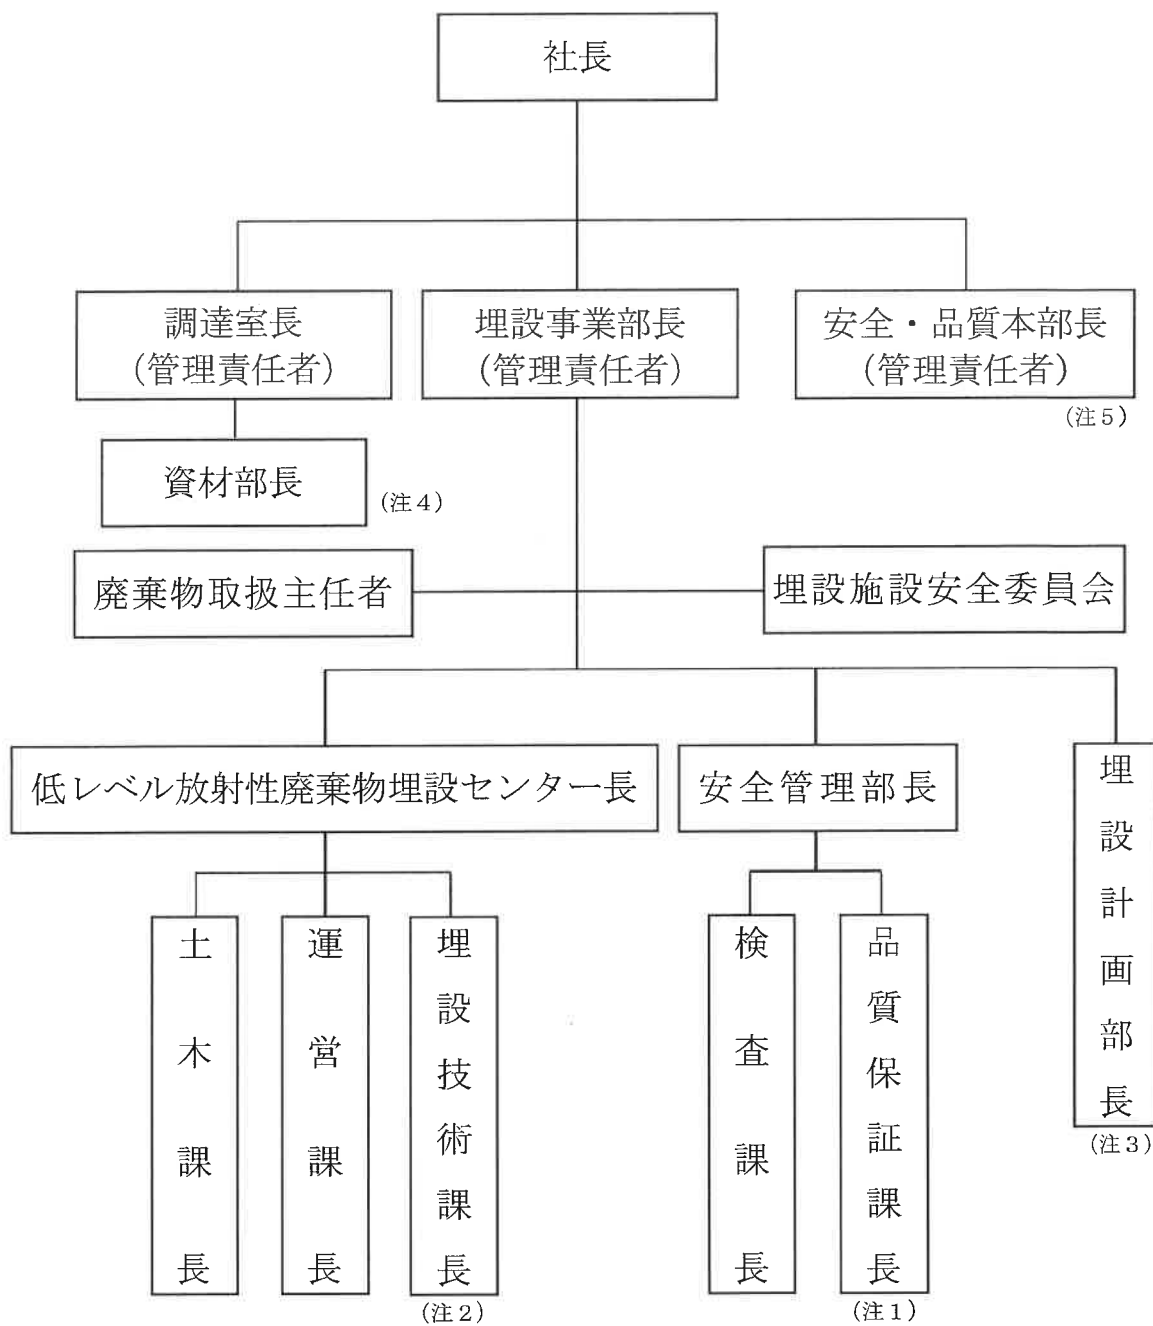 社長
調達室長
(管理責任者)
埋設事業部長
(管理責任者)
安全・品質本部長
(管理責任者)
(注5)
資材部長
(注4)
廃棄物取扱主任者
埋設施設安全委員会
低レベル放射性廃棄物埋設センター長
安全管理部長
埋設計画部長
(注3)
土木課長
運営課長
埋設技術課長
(注2)
検査課長
品質保証課長
(注1)